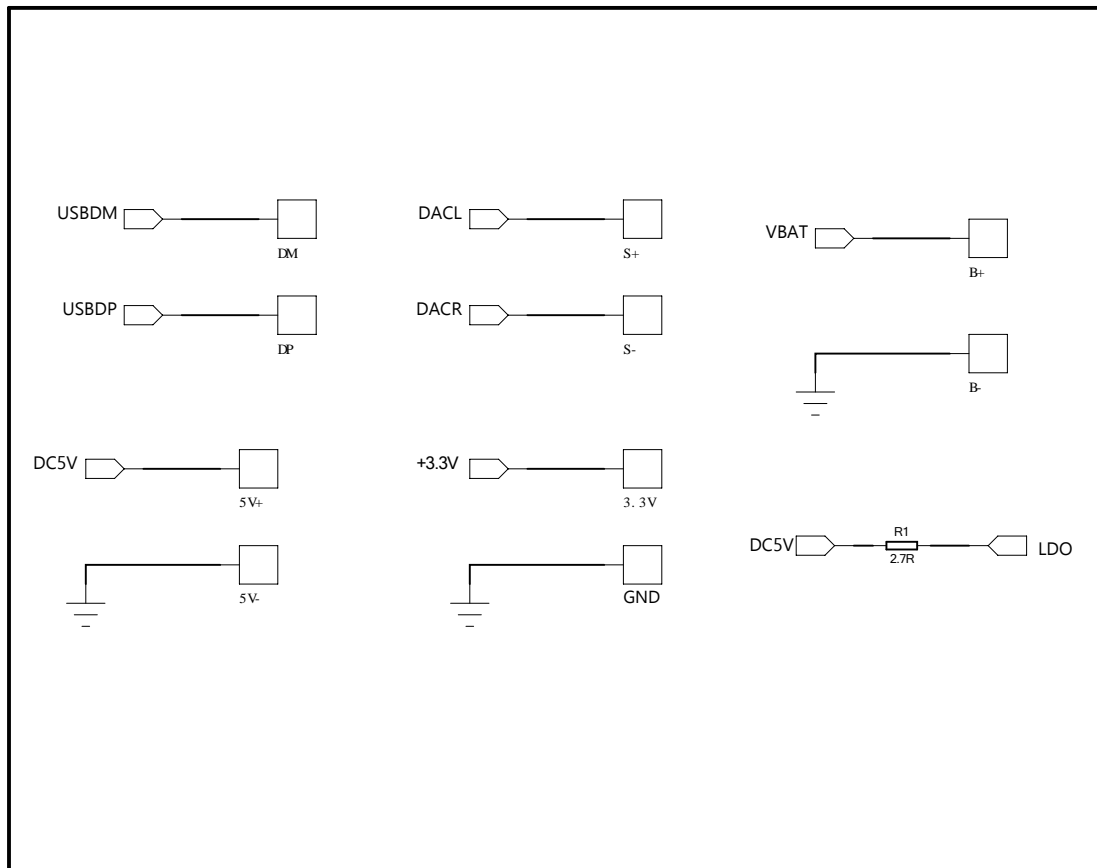 USBDM
DM
USBDP
DP
DC5V
5V+
5V-
DACL
S+
DACR
S-
+3.3V
3. 3V
GND
VBAT
B+
B-
DC5V
R1
2.7R
LDO